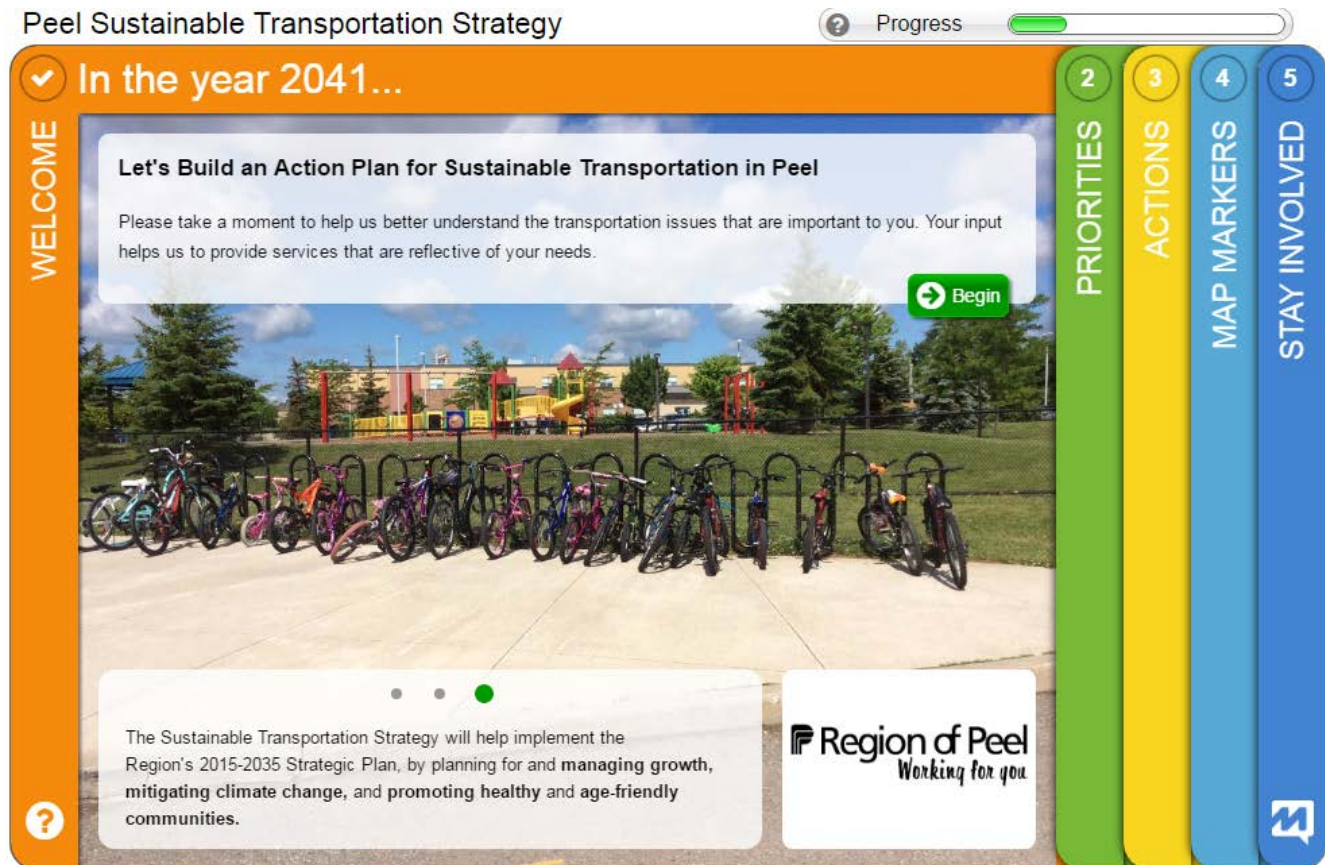 Peel Sustainable Transportation Strategy
? Progress
In the year 2041...
WELCOME
Let's Build an Action Plan for Sustainable Transportation in Peel
Please take a moment to help us better understand the transportation issues that are important to you. Your input
helps us to provide services that are reflective of your needs.
Begin
The Sustainable Transportation Strategy will help implement the
Region's 2015-2035 Strategic Plan, by planning for and managing growth,
mitigating climate change, and promoting healthy and age-friendly
communities.
Region of Peel
Working for you
?
2
PRIORITIES
3
ACTIONS
4
MAP MARKERS
5
STAY INVOLVED